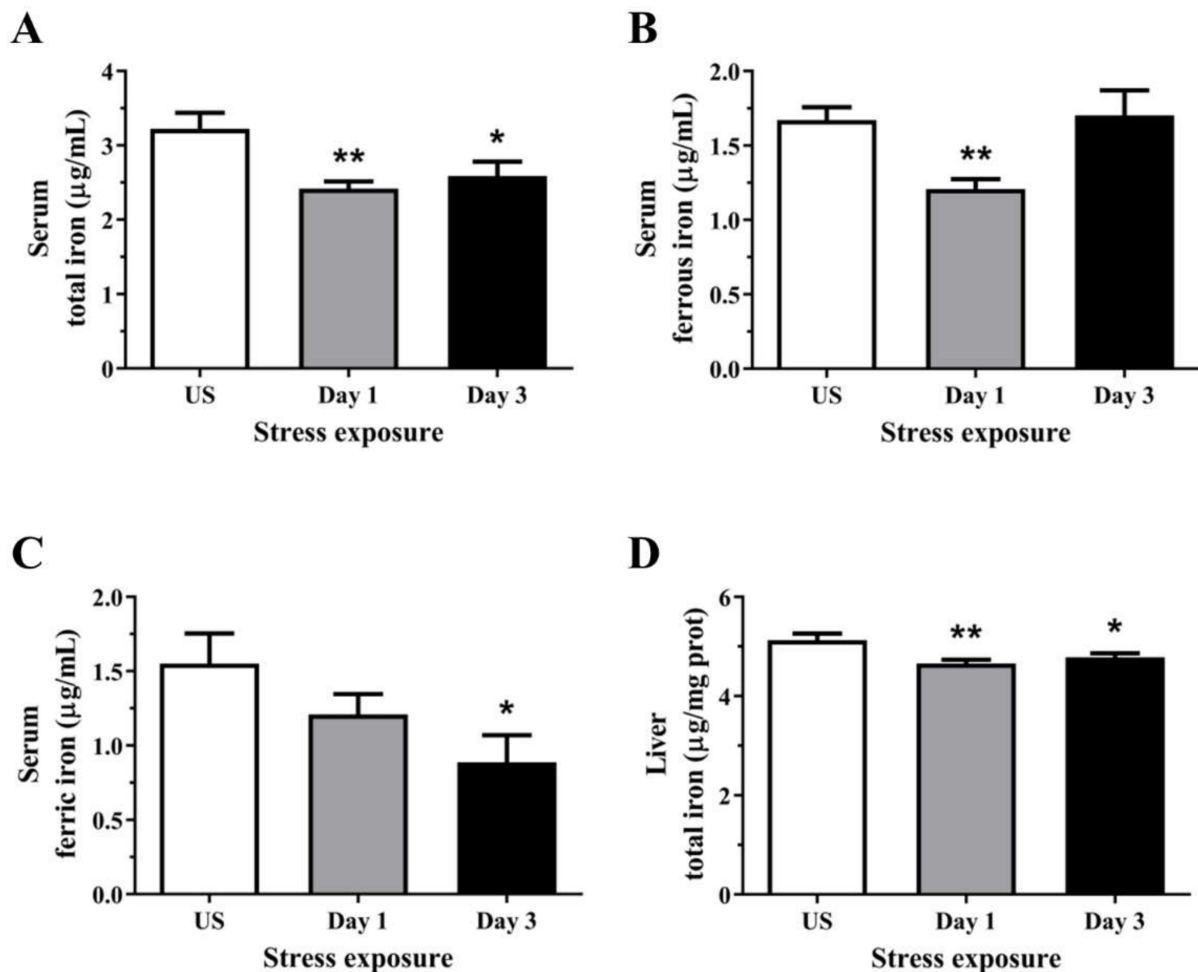 A
Serum
total iron (μg/mL)
4
3
2
1
0
**
*
US
Day 1
Day 3
Stress exposure
B
Serum
ferrous iron (μg/mL)
2.0
1.5
1.0
0.5
0.0
**
US
Day 1
Day 3
Stress exposure
C
Serum
ferric iron (μg/mL)
2.0
1.5
1.0
0.5
0.0
*
US
Day 1
Day 3
Stress exposure
D
Liver
total iron (μg/mg prot)
6
4
2
0
**
*
US
Day 1
Day 3
Stress exposure